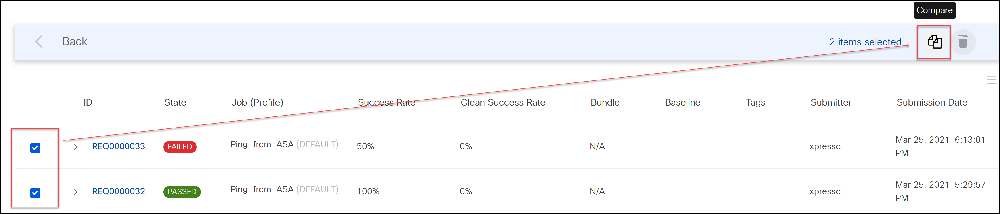 Compare
Back
2 items selected
ID State Job (Profile) Success Rate Clean Success Rate Bundle Baseline Tags Submitter Submission Date
REQ0000033 FAILED Ping_from_ASA (DEFAULT) 50% 0% N/A xpresso Mar 25, 2021, 6:13:01
PM
REQ0000032 PASSED Ping_from_ASA (DEFAULT) 100% 0% N/A xpresso Mar 25, 2021, 5:29:57
PM